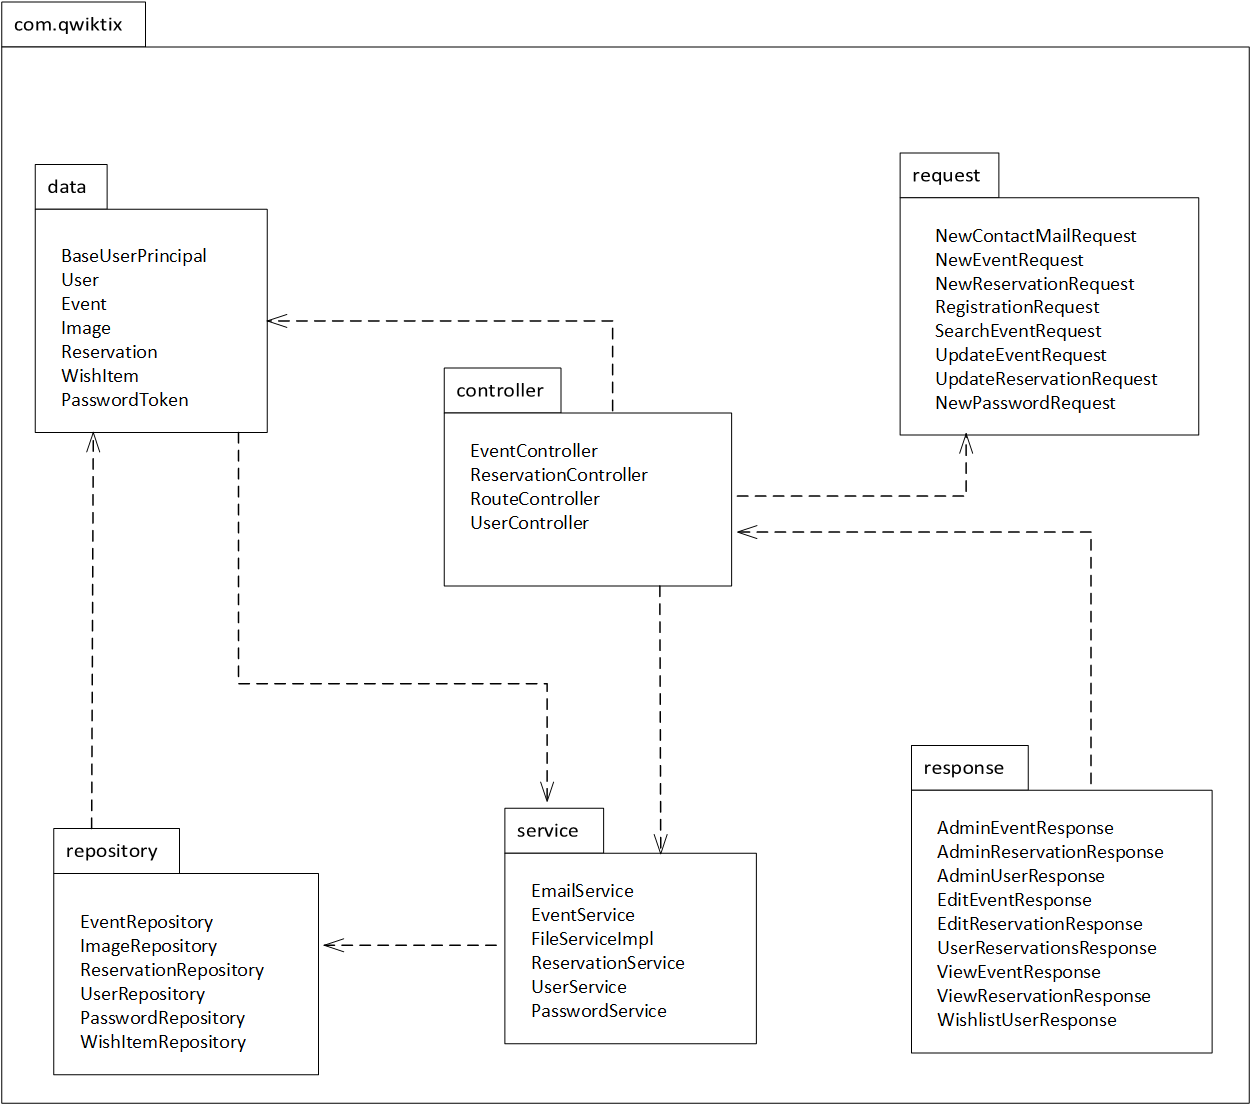 com.qwiktix
data
BaseUserPrincipal
User
Event
Image
Reservation
WishItem
PasswordToken
request
NewContactMailRequest
NewEventRequest
NewReservationRequest
RegistrationRequest
SearchEventRequest
UpdateEventRequest
UpdateReservationRequest
NewPasswordRequest
controller
EventController
ReservationController
RouteController
UserController
repository
EventRepository
ImageRepository
ReservationRepository
UserRepository
PasswordRepository
WishItemRepository
service
EmailService
EventService
FileServiceImpl
ReservationService
UserService
PasswordService
response
AdminEventResponse
AdminReservationResponse
AdminUserResponse
EditEventResponse
EditReservationResponse
UserReservationsResponse
ViewEventResponse
ViewReservationResponse
WishlistUserResponse